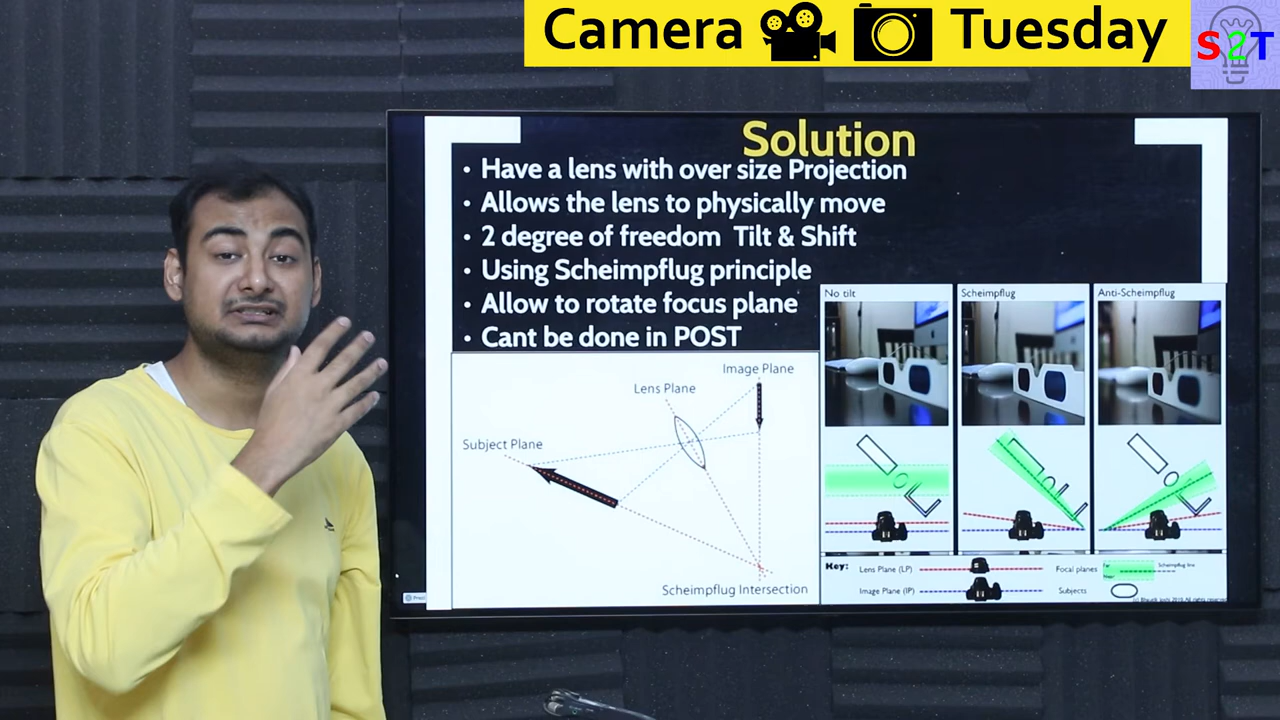 Camera Tuesday
S2T
Solution
• Have a lens with over size Projection
• Allows the lens to physically move
• 2 degree of freedom Tilt & Shift
• Using Scheimpflug principle
• Allow to rotate focus plane
• Cant be done in POST
Image Plane
Lens Plane
Subject Plane
Scheimpflug Intersection
No tilt
Scheimpflug
Anti-Scheimpflug
Key:
Lens Plane (LP)
Focal planes
Scheimpflug line
Image Plane (IP)
Subjects